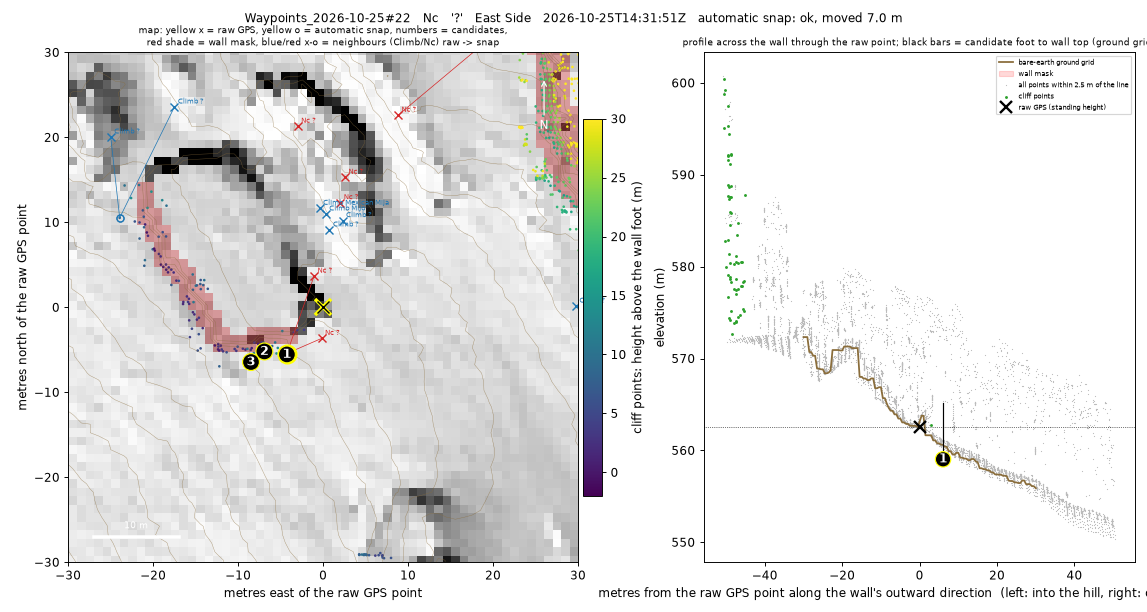 Waypoints_2026-10-25#22 Nc '?' East Side 2026-10-25T14:31:51Z automatic snap: ok, moved 7.0 m
map: yellow x = raw GPS, yellow o = automatic snap, numbers = candidates,
red shade = wall mask, blue/red x-o = neighbours (Climb/Nc) raw -> snap
profile across the wall through the raw point; black bars = candidate foot to wall top (ground gri
30
20
10
0
−10
−20
−30
metres north of the raw GPS point
−30
−20
−10
0
10
20
30
metres east of the raw GPS point
Climb ?
Nc ?
Nc ?
Climb ?
Nc ?
Nc ?
1
2
3
10 m
N
30
25
20
15
10
5
0
cliff points: height above the wall foot (m)
600
590
580
570
560
550
elevation (m)
bare-earth ground grid
wall mask
all points within 2.5 m of the line
cliff points
raw GPS (standing height)
1
−40
−20
0
20
40
metres from the raw GPS point along the wall's outward direction (left: into the hill, right: